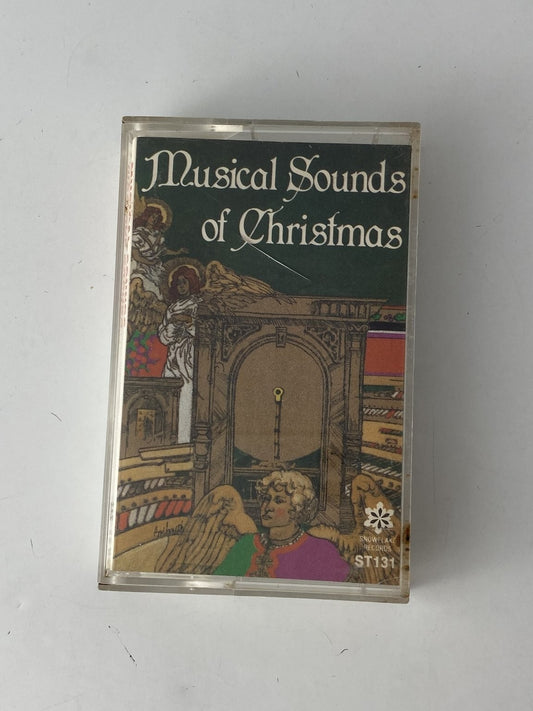 Musical Sounds
of Christmas
SNOWFLAKE
RECORDS
ST131